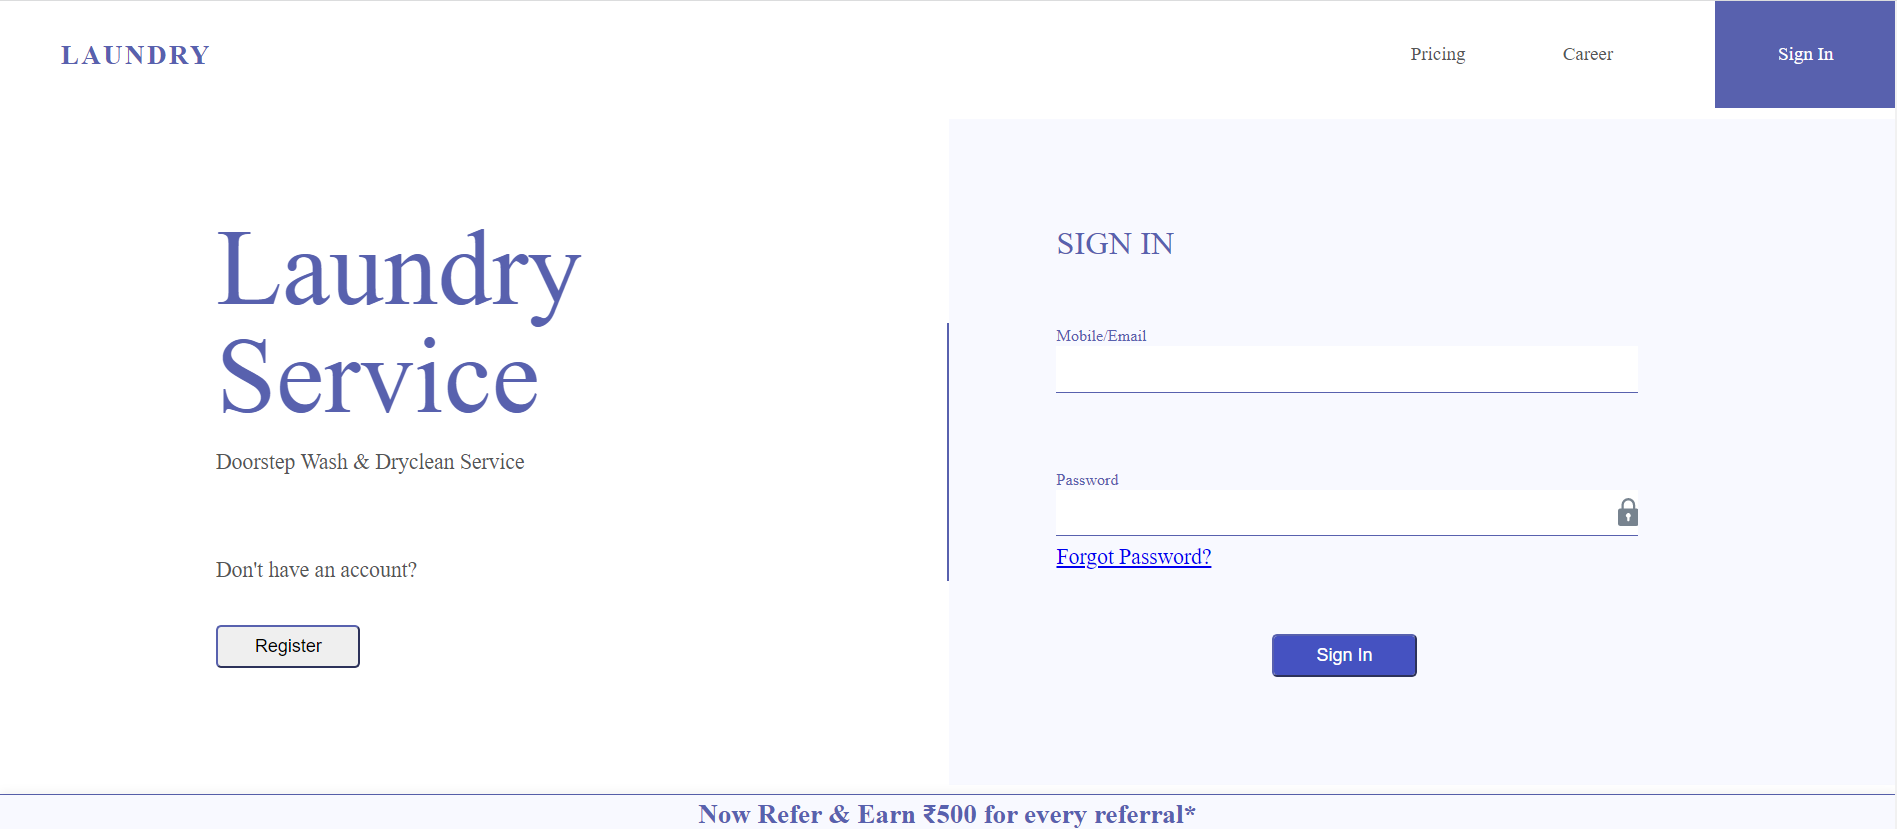 LAUNDRY
Pricing
Career
Sign In
Laundry
Service
Doorstep Wash & Dryclean Service
Don't have an account?
Register
SIGN IN
Mobile/Email
Password
Forgot Password?
Sign In
Now Refer & Earn ₹500 for every referral*